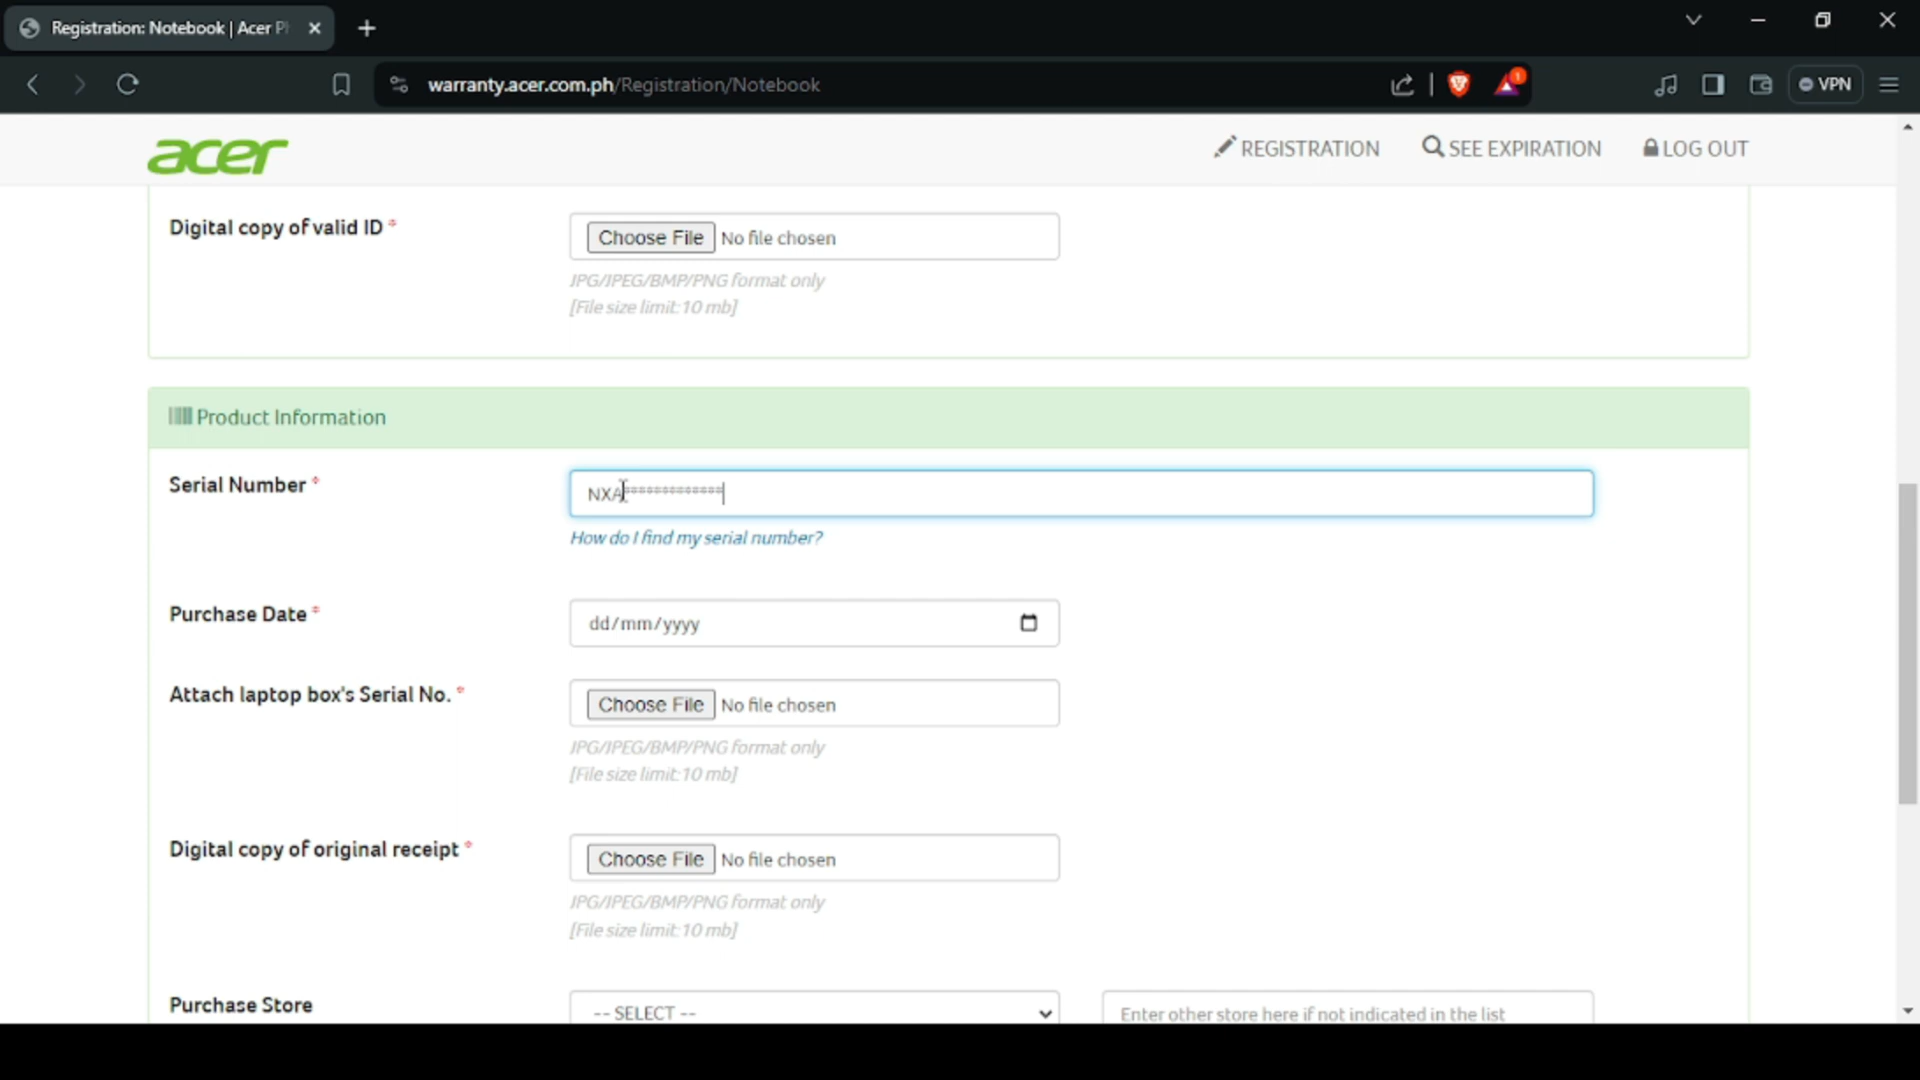 Registration: Notebook | Acer P
warranty.acer.com.ph/Registration/Notebook
1
VPN
acer
REGISTRATION
SEE EXPIRATION
LOG OUT
Digital copy of valid ID *
Choose File No file chosen
JPG/JPEG/BMP/PNG format only
[File size limit:10 mb]
Product Information
Serial Number *
NXA**************
How do I find my serial number?
Purchase Date *
dd/mm/yyyy
Attach laptop box's Serial No. *
Choose File No file chosen
JPG/JPEG/BMP/PNG format only
[File size limit:10 mb]
Digital copy of original receipt *
Choose File No file chosen
JPG/JPEG/BMP/PNG format only
[File size limit:10 mb]
Purchase Store
-- SELECT --
Enter other store here if not indicated in the list